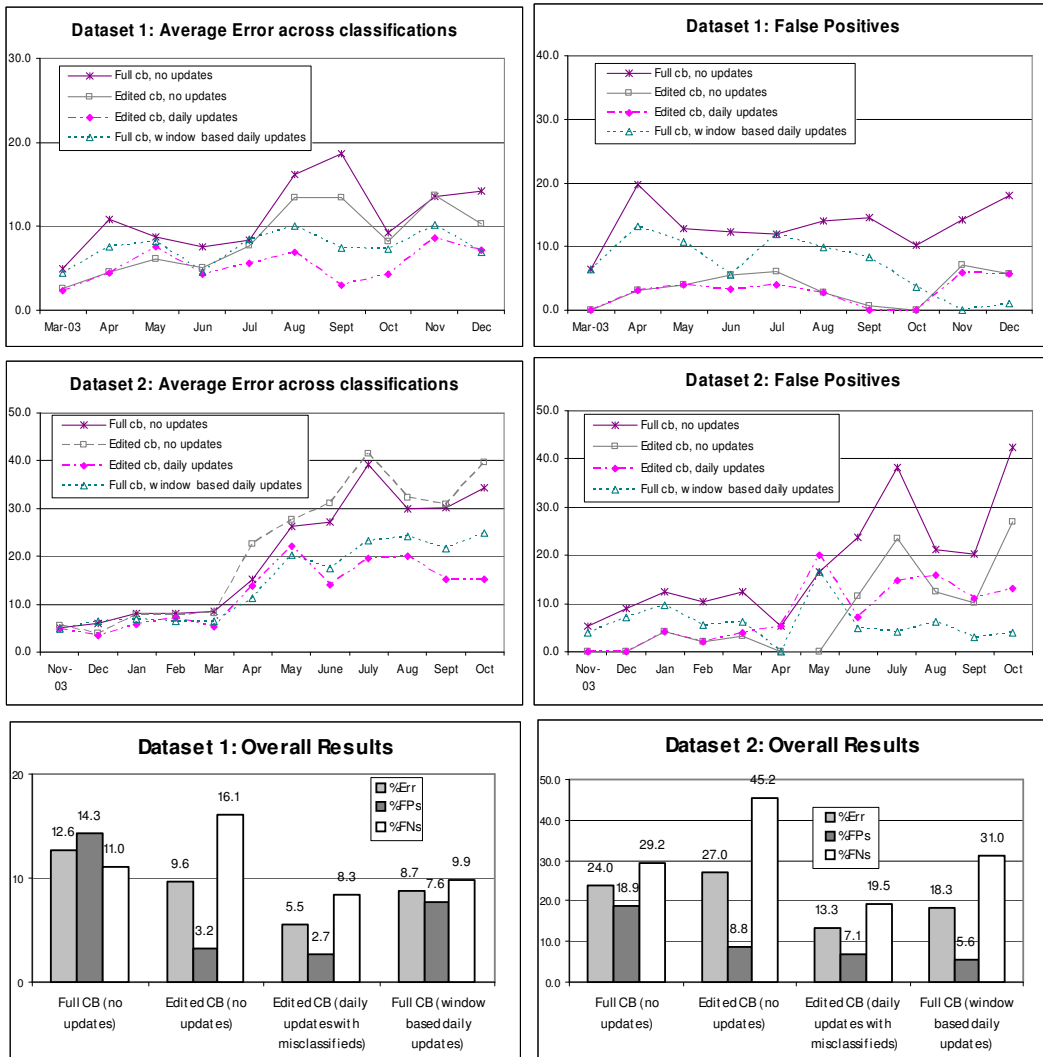 Dataset 1: Average Error across classifications
30.0
20.0
10.0
0.0
Full cb, no updates
Edited cb, no updates
Edited cb, daily updates
Full cb, window based daily updates
Mar-03 Apr May Jun Jul Aug Sept Oct Nov Dec
Dataset 1: False Positives
40.0
30.0
20.0
10.0
0.0
Full cb, no updates
Edited cb, no updates
Edited cb, daily updates
Full cb, window based daily updates
Mar-03 Apr May Jun Jul Aug Sept Oct Nov Dec
Dataset 2: Average Error across classifications
50.0
40.0
30.0
20.0
10.0
0.0
Full cb, no updates
Edited cb, no updates
Edited cb, daily updates
Full cb, window based daily updates
Nov- Dec Jan Feb Mar Apr May June July Aug Sept Oct
03
Dataset 2: False Positives
50.0
40.0
30.0
20.0
10.0
0.0
Full cb, no updates
Edited cb, no updates
Edited cb, daily updates
Full cb, window based daily updates
Nov- Dec Jan Feb Mar Apr May June July Aug Sept Oct
03
Dataset 1: Overall Results
20
10
0
%Err
%FPs
%FNs
12.6 14.3 11.0
9.6 3.2 16.1
5.5 2.7 8.3
8.7 7.6 9.9
Full CB (no Edited CB (no Edited CB (daily Full CB (window
updates) updates) updates with based daily
misclassifieds) updates)
Dataset 2: Overall Results
50.0
40.0
30.0
20.0
10.0
0.0
%Err
%FPs
%FNs
24.0 18.9 29.2
27.0 8.8 45.2
13.3 7.1 19.5
18.3 5.6 31.0
Full CB (no Edited CB (no Edited CB (daily Full CB (window
updates) updates) updates with based daily
misclassifieds) updates)